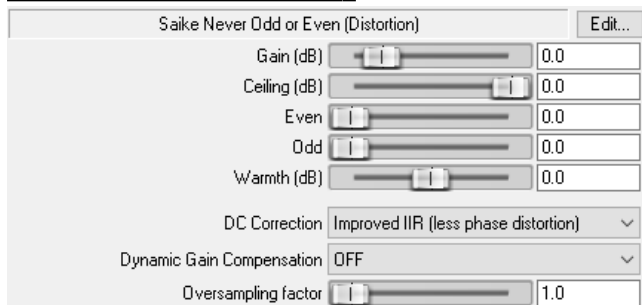 Saike Never Odd or Even (Distortion) Edit...
Gain (dB) 0.0
Ceiling (dB) 0.0
Even 0.0
Odd 0.0
Warmth (dB) 0.0
DC Correction Improved IIR (less phase distortion)
Dynamic Gain Compensation OFF
Oversampling factor 1.0